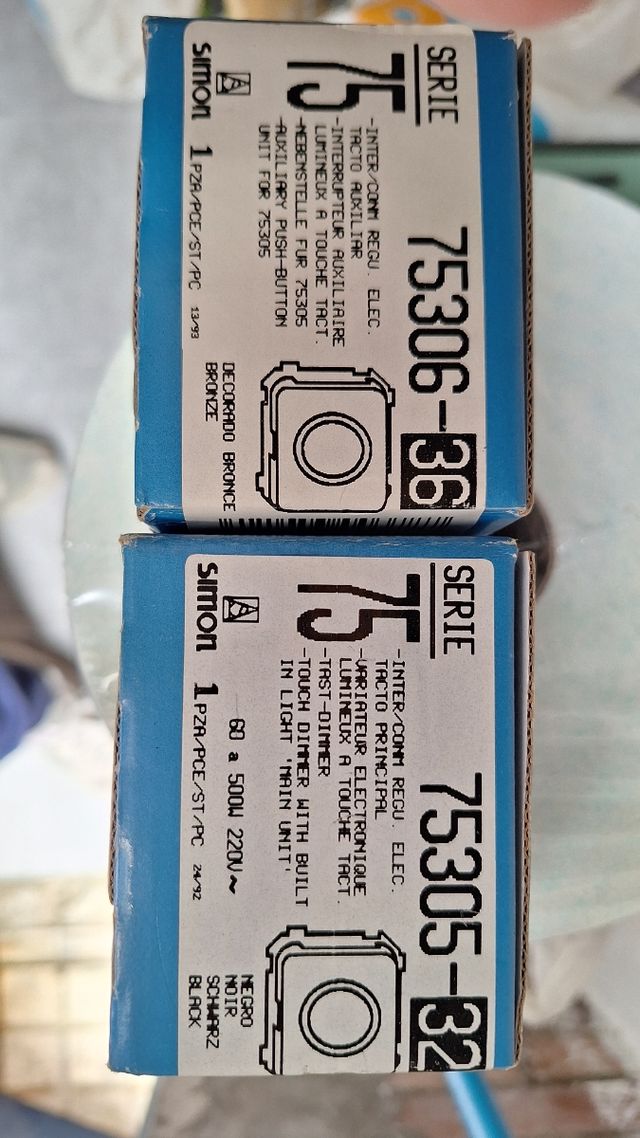 SERIE
75
75306-36
-INTER/CONM REGU. ELEC.
TACTO AUXILIAR
-INTERRUPTEUR AUXILIAIRE
LUMINEUX A TOUCHE TACT.
-NEBENSTELLE FUR 75305
-AUXILIARY PUSH-BUTTON
UNIT FOR 75305
DECORADO BRONCE
BRONZE
simon 1 PZA/PCE/ST/PC 13/93
SERIE
75
75305-32
-INTER/CONM REGU. ELEC.
TACTO PRINCIPAL
-VARIATEUR ELECTRONIQUE
LUMINEUX A TOUCHE TACT.
-TAST-DIMMER
-TOUCH DIMMER WITH BUILT
IN LIGHT 'MAIN UNIT'
60 a 500W 220V~
NEGRO
NOIR
SCHWARZ
BLACK
simon 1 PZA/PCE/ST/PC 24/92